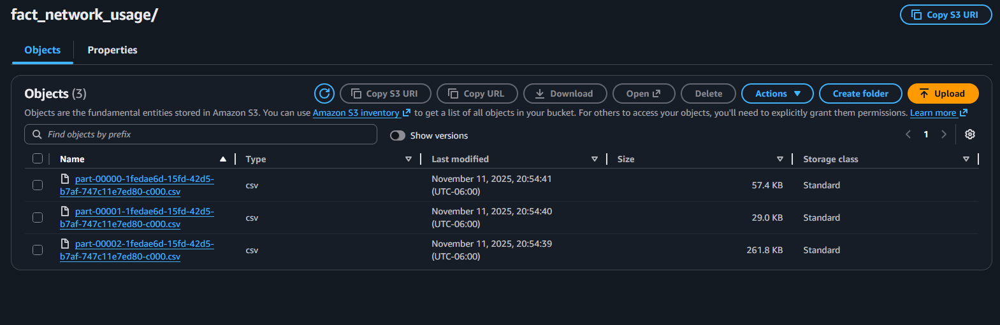 fact_network_usage/
Copy S3 URI
Objects
Properties
Objects (3)
Copy S3 URI
Copy URL
Download
Open
Delete
Actions
Create folder
Upload
Objects are the fundamental entities stored in Amazon S3. You can use Amazon S3 inventory to get a list of all objects in your bucket. For others to access your objects, you'll need to explicitly grant them permissions. Learn more
Find objects by prefix
Show versions
1
Name
Type
Last modified
Size
Storage class
part-00000-1fedae6d-15fd-42d5-
b7af-747c11e7ed80-c000.csv
csv
November 11, 2025, 20:54:41
(UTC-06:00)
57.4 KB
Standard
part-00001-1fedae6d-15fd-42d5-
b7af-747c11e7ed80-c000.csv
csv
November 11, 2025, 20:54:40
(UTC-06:00)
29.0 KB
Standard
part-00002-1fedae6d-15fd-42d5-
b7af-747c11e7ed80-c000.csv
csv
November 11, 2025, 20:54:39
(UTC-06:00)
261.8 KB
Standard